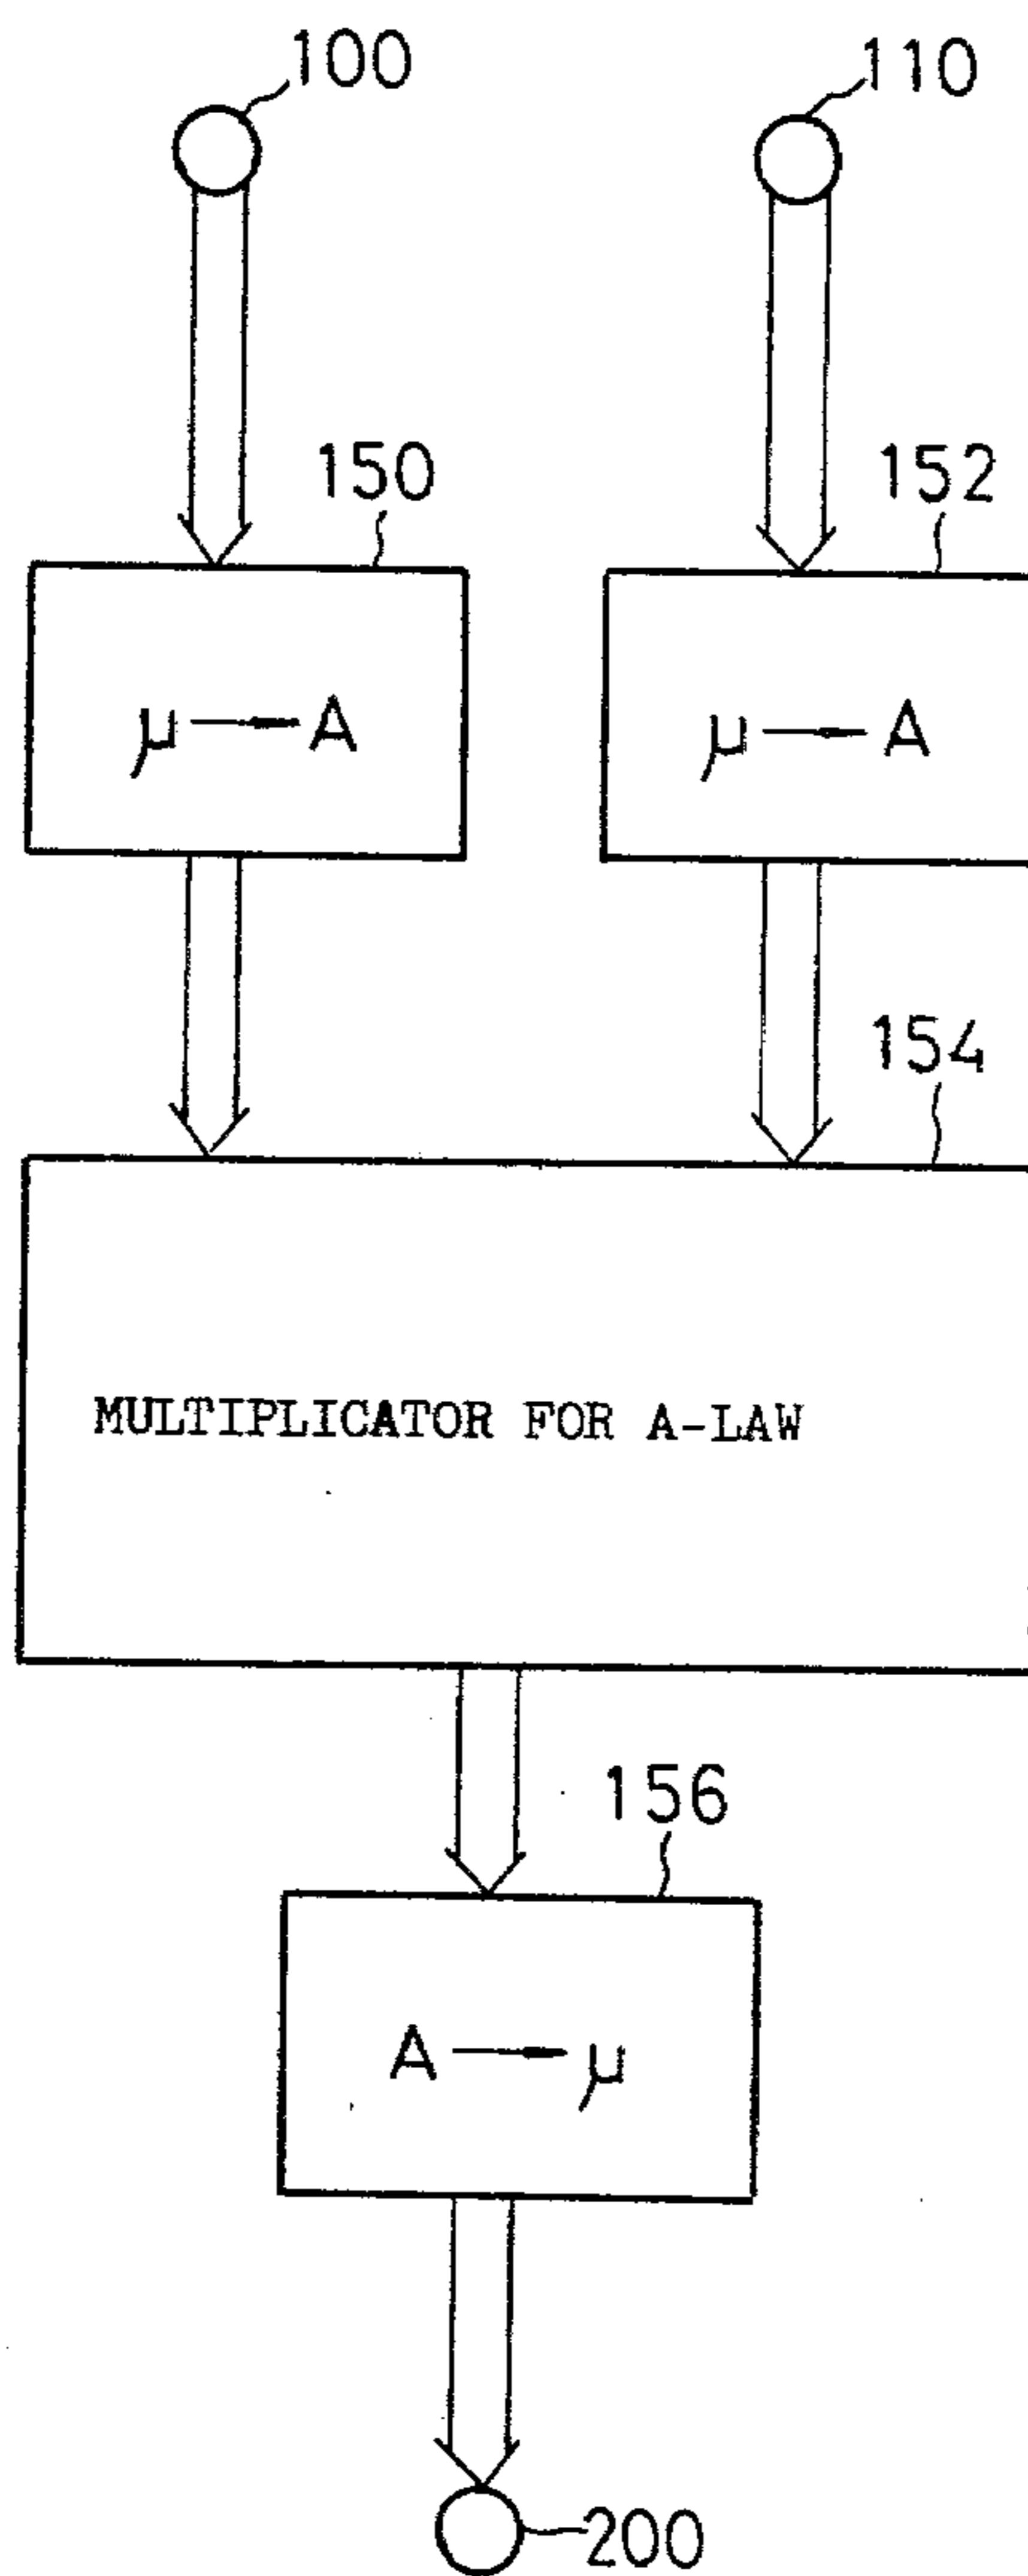 100
110
150
152
μ → A
μ → A
154
MULTIPLICATOR FOR A-LAW
156
A → μ
200